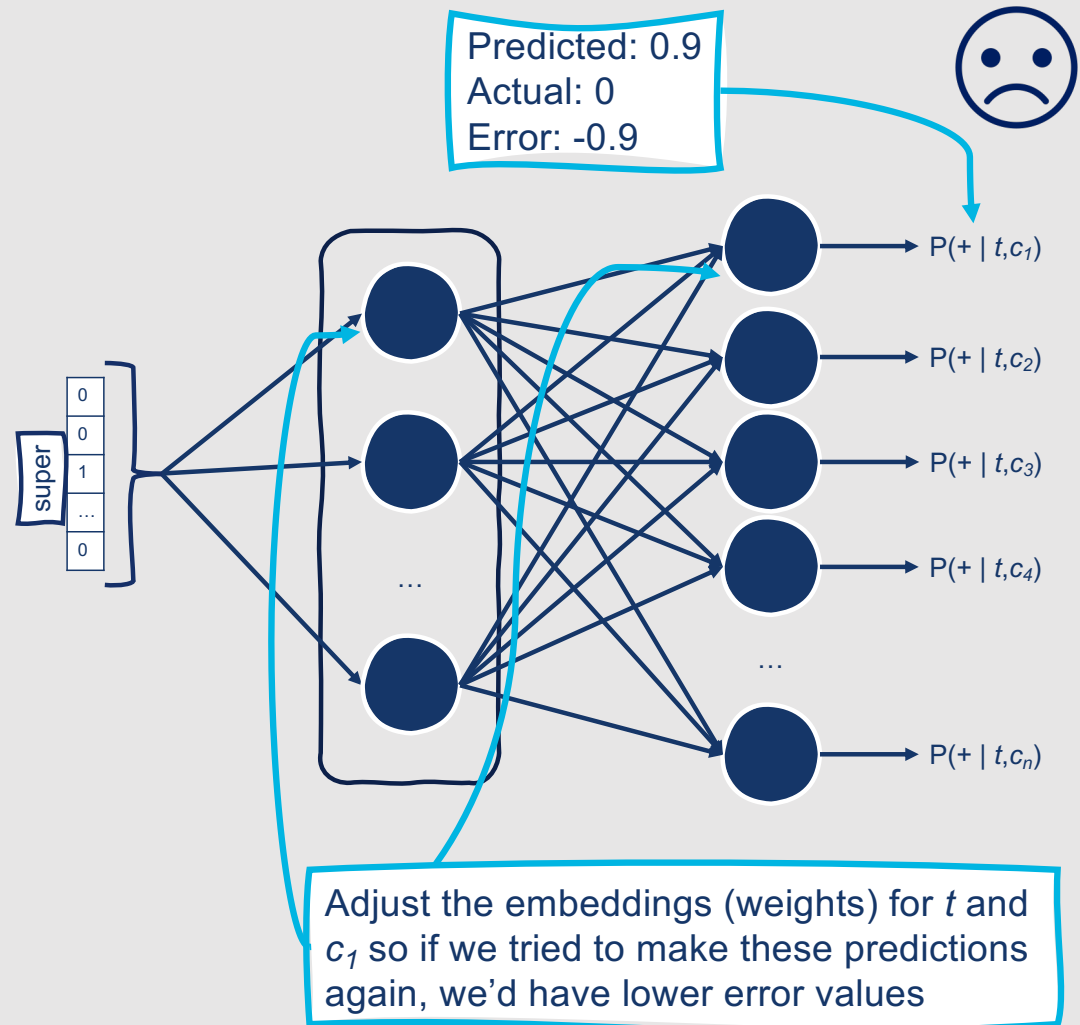 Predicted: 0.9
Actual: 0
Error: -0.9
P(+ | t,c₁)
P(+ | t,c₂)
P(+ | t,c₃)
P(+ | t,c₄)
…
P(+ | t,cₙ)
super
0
0
1
…
0
…
Adjust the embeddings (weights) for t and
c₁ so if we tried to make these predictions
again, we’d have lower error values